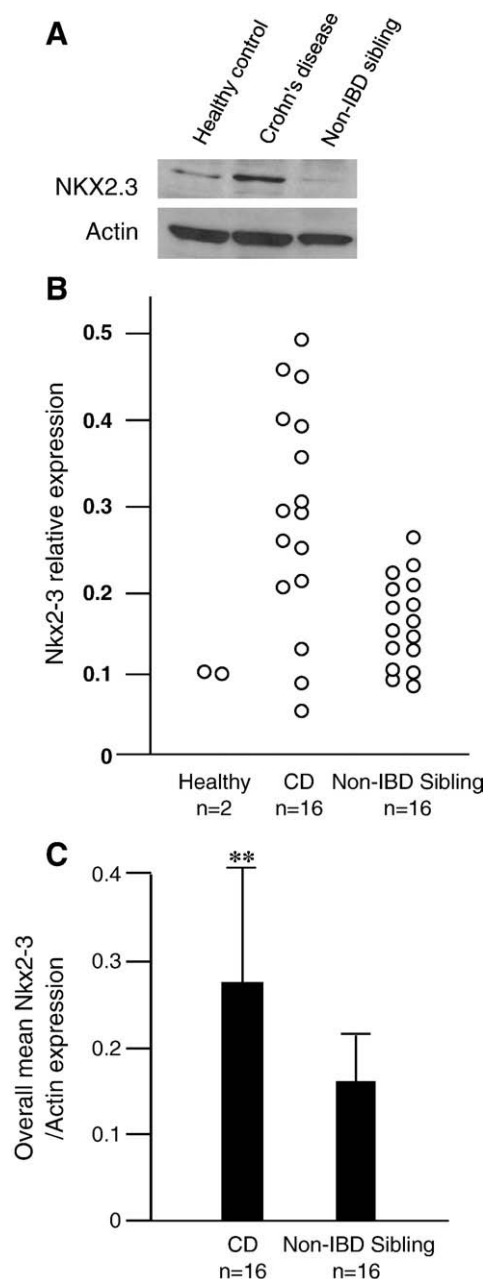 A
Healthy control
Crohn's disease
Non-IBD sibling
NKX2.3
Actin
B
Nkx2-3 relative expression
0.5
0.4
0.3
0.2
0.1
0
Healthy
n=2
CD
n=16
Non-IBD Sibling
n=16
C
Overall mean Nkx2-3
/Actin expression
0.4
0.3
0.2
0.1
0
**
CD
n=16
Non-IBD Sibling
n=16